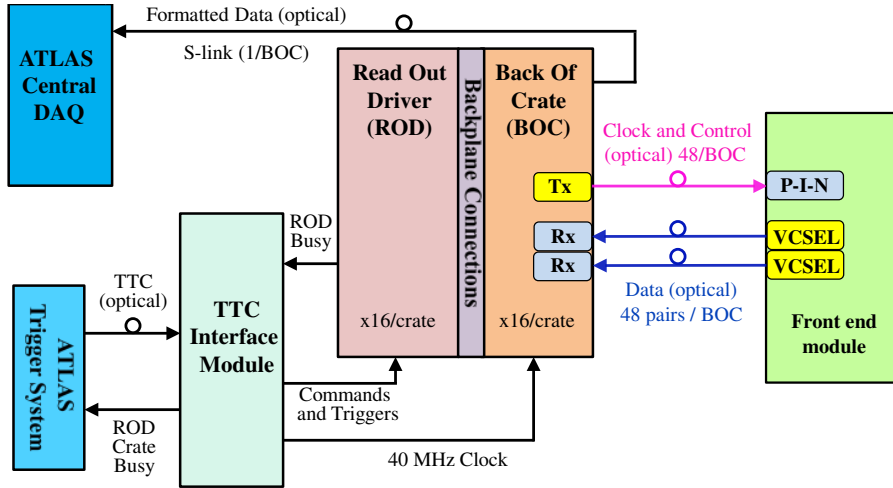 Formatted Data (optical)
S-link (1/BOC)
ATLAS
Central
DAQ
Read Out
Driver
(ROD)
Backplane Connections
Back Of
Crate
(BOC)
Clock and Control
(optical) 48/BOC
Tx
P-I-N
Rx
VCSEL
Rx
VCSEL
Data (optical)
48 pairs / BOC
Front end
module
ROD
Busy
x16/crate
x16/crate
TTC
(optical)
TTC
Interface
Module
ATLAS
Trigger System
Commands
and Triggers
ROD
Crate
Busy
40 MHz Clock